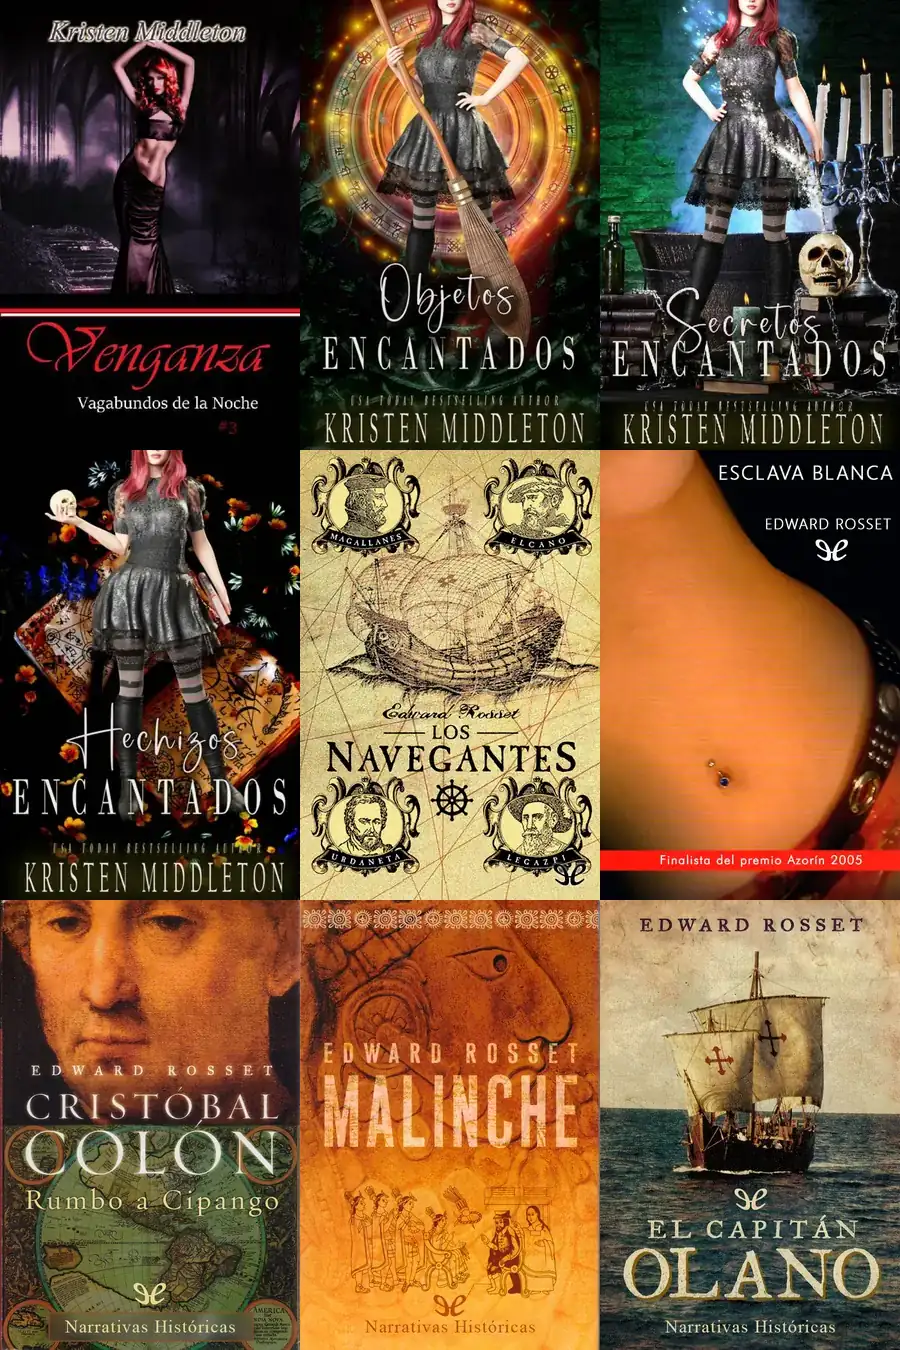 Kristen Middleton
Venganza
Vagabundos de la Noche
#3
Objetos
ENCANTADOS
USA TODAY BESTSELLING AUTHOR
KRISTEN MIDDLETON
Secretos
ENCANTADOS
USA TODAY BESTSELLING AUTHOR
KRISTEN MIDDLETON
Hechizos
ENCANTADOS
USA TODAY BESTSELLING AUTHOR
KRISTEN MIDDLETON
MAGALLANES
ELCANO
Edward Rosset
LOS
NAVEGANTES
URDANETA
LEGAZPI
ESCLAVA BLANCA
EDWARD ROSSET
Finalista del premio Azorín 2005
EDWARD ROSSET
CRISTÓBAL
COLÓN
Rumbo a Cipango
Narrativas Históricas
EDWARD ROSSET
MALINCHE
Narrativas Históricas
EDWARD ROSSET
EL CAPITÁN
OLANO
Narrativas Históricas